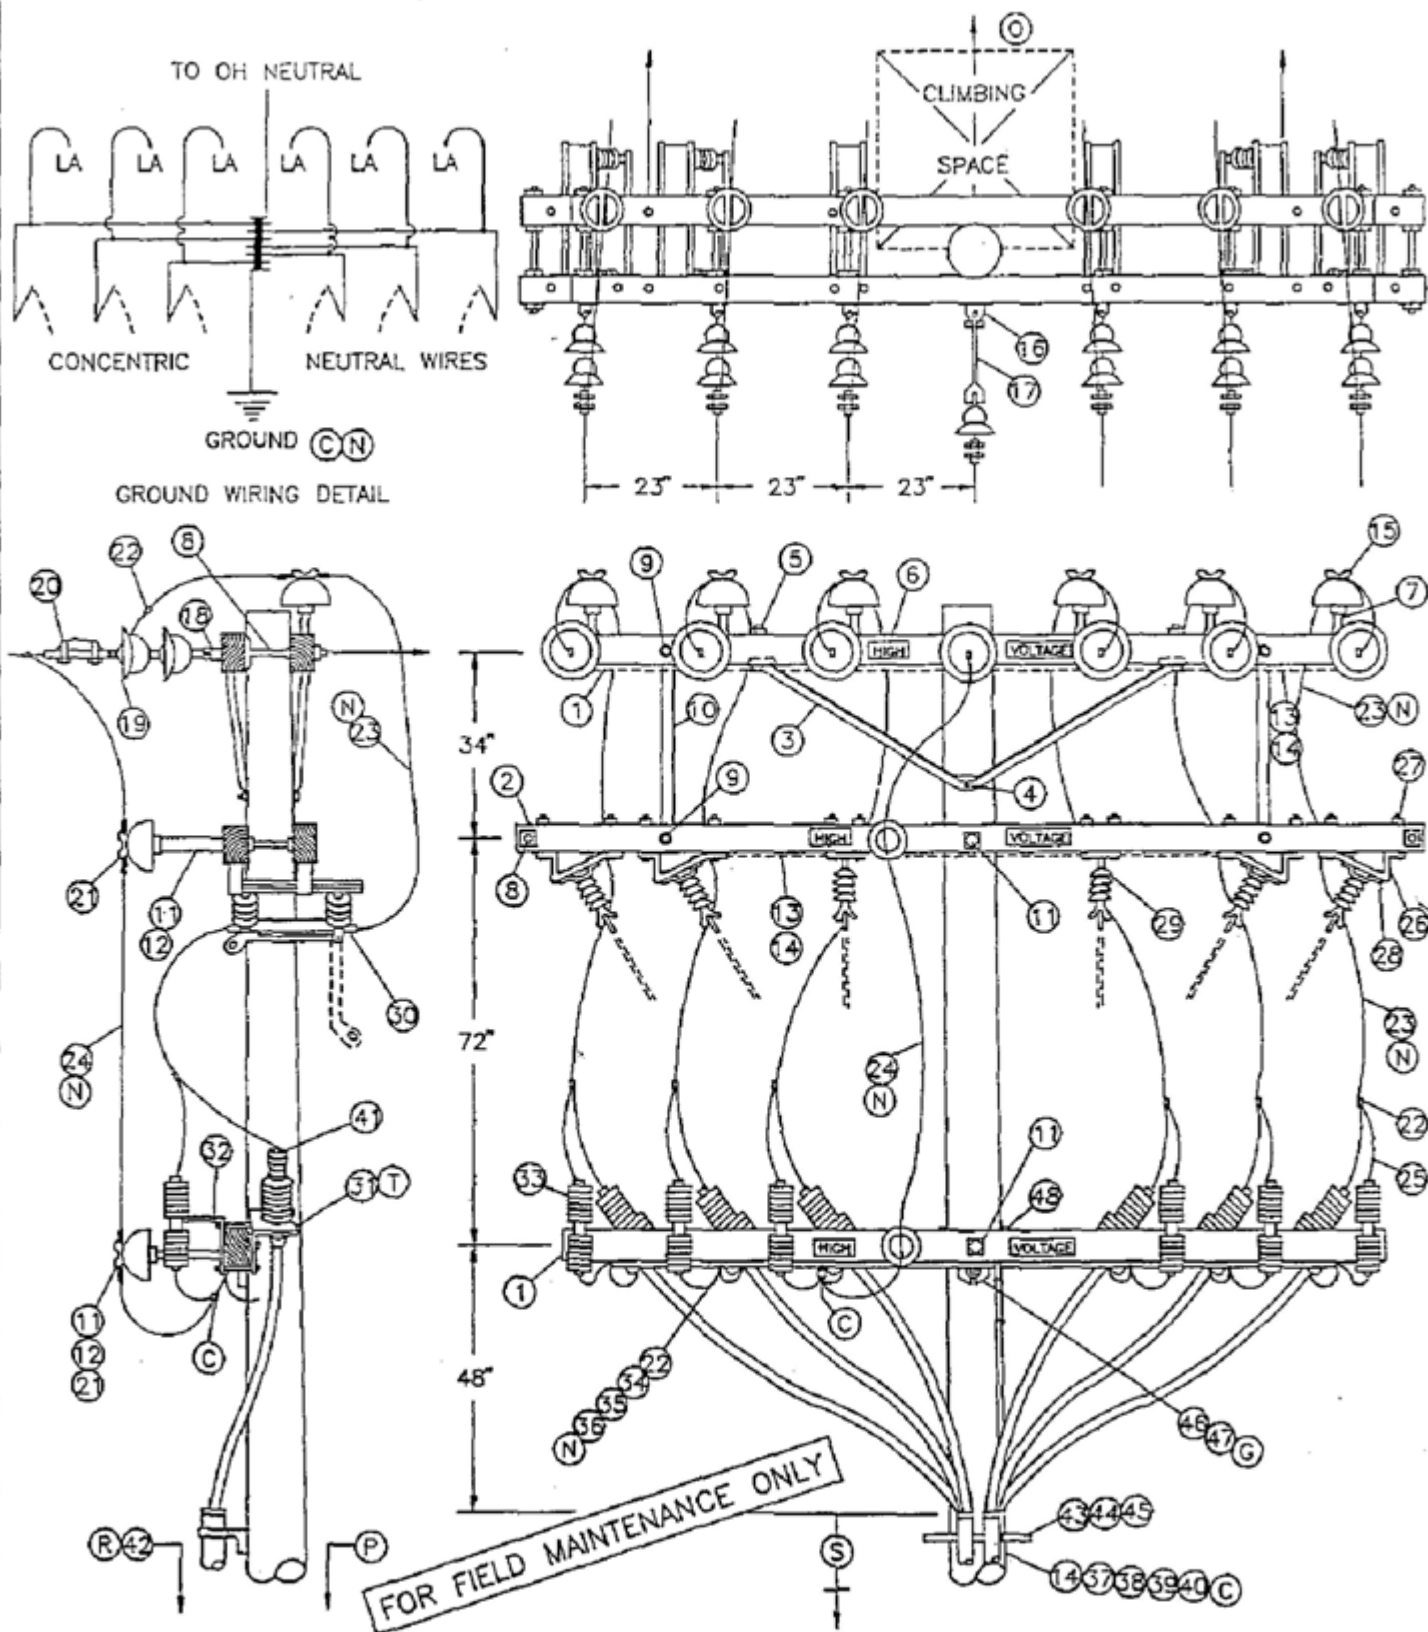 TO OH NEUTRAL
LA LA LA LA LA LA
CONCENTRIC NEUTRAL WIRES
GROUND C N
GROUND WIRING DETAIL
O
CLIMBING
SPACE
16
17
23" 23" 23"
22
8
20
18
19
N
23
21
11
12
30
24
N
41
32
31 T
11
12
21
C
R 42
P
34"
72"
48"
9 5 6 15
7
HIGH VOLTAGE
1
10
3
13
14
23 N
2
9
4
27
HIGH VOLTAGE
8
13
14
11
29
26
28
24
N
23
N
33
11
48
22
25
HIGH VOLTAGE
1
C
22
34
35
36
N
46
47
G
FOR FIELD MAINTENANCE ONLY
S
43 44 45
14 37 38 39 40 C